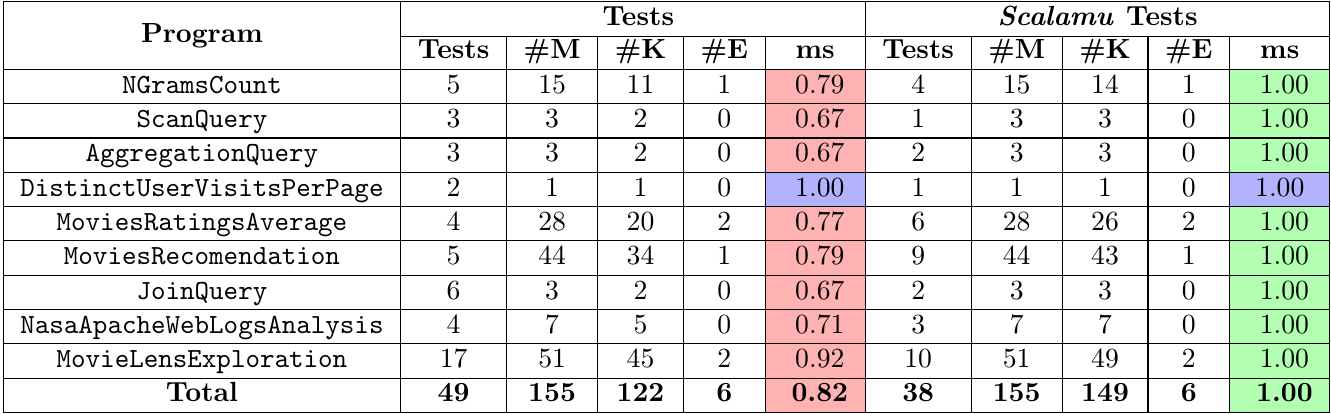 Program Tests Scalamu Tests
Tests #M #K #E ms Tests #M #K #E ms
NGramsCount 5 15 11 1 0.79 4 15 14 1 1.00
ScanQuery 3 3 2 0 0.67 1 3 3 0 1.00
AggregationQuery 3 3 2 0 0.67 2 3 3 0 1.00
DistinctUserVisitsPerPage 2 1 1 0 1.00 1 1 1 0 1.00
MoviesRatingsAverage 4 28 20 2 0.77 6 28 26 2 1.00
MoviesRecomendation 5 44 34 1 0.79 9 44 43 1 1.00
JoinQuery 6 3 2 0 0.67 2 3 3 0 1.00
NasaApacheWebLogsAnalysis 4 7 5 0 0.71 3 7 7 0 1.00
MovieLensExploration 17 51 45 2 0.92 10 51 49 2 1.00
Total 49 155 122 6 0.82 38 155 149 6 1.00